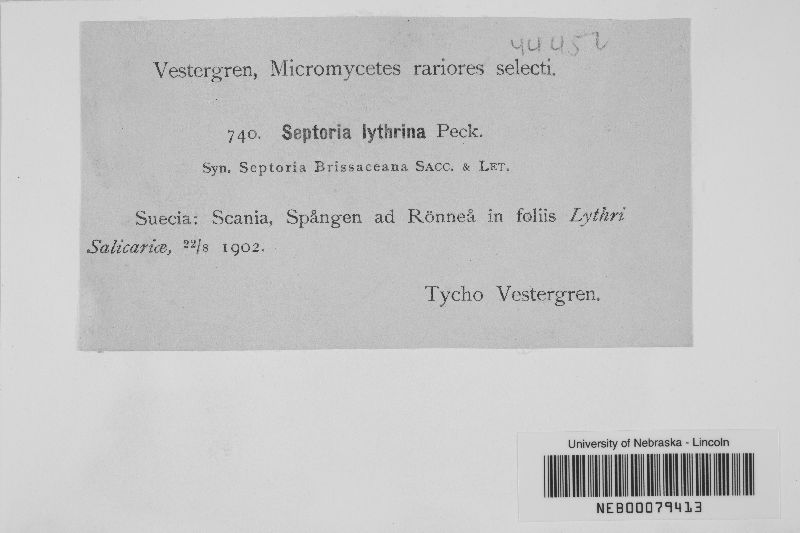 44452
Vestergren, Micromycetes rariores selecti.
740. Septoria lythrina Peck.
Syn. Septoria Brissaceana SACC. & LET.
Suecia: Scania, Spången ad Rönneå in foliis Lythri
Salicariæ, 22/8 1902.
Tycho Vestergren.
University of Nebraska - Lincoln
NEB00079413